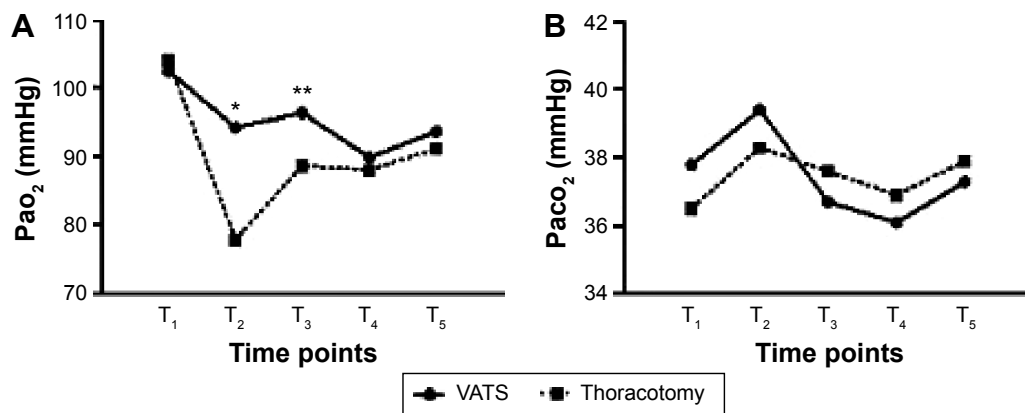 A
PaO₂ (mmHg)
110
100
90
80
70
*
**
T₁ T₂ T₃ T₄ T₅
Time points
B
Paco₂ (mmHg)
42
40
38
36
34
T₁ T₂ T₃ T₄ T₅
Time points
VATS Thoracotomy